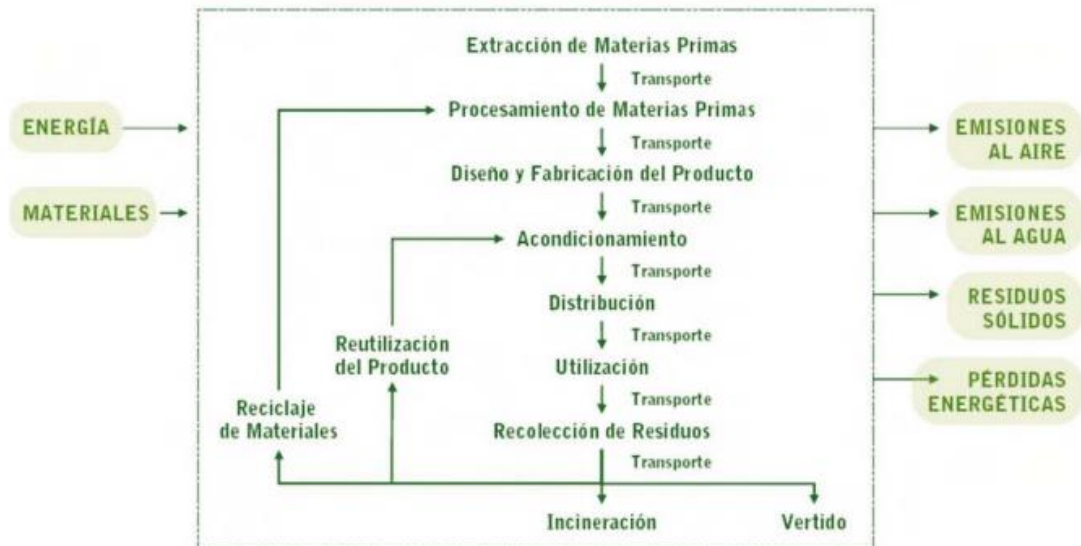 Extracción de Materias Primas
Transporte
Procesamiento de Materias Primas
Transporte
Diseño y Fabricación del Producto
Transporte
Acondicionamiento
Transporte
Distribución
Transporte
Utilización
Transporte
Recolección de Residuos
Transporte
Incineración
Vertido
Reutilización
del Producto
Reciclaje
de Materiales
ENERGÍA
MATERIALES
EMISIONES
AL AIRE
EMISIONES
AL AGUA
RESIDUOS
SÓLIDOS
PÉRDIDAS
ENERGÉTICAS